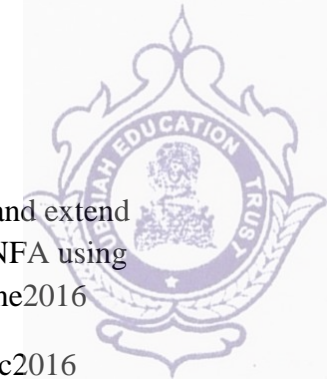 EDUCATION TRUST
and extend
NFA using
ne2016
c2016